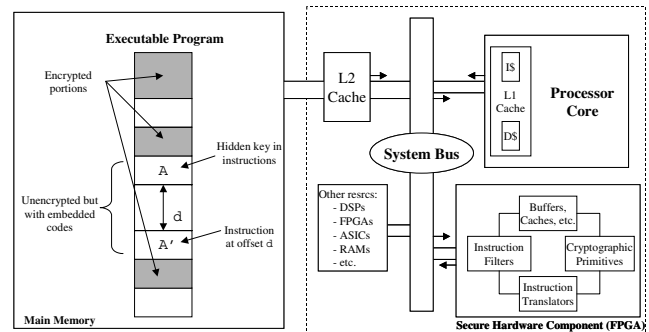 Executable Program
Encrypted
portions
Hidden key in
instructions
A
Unencrypted but
with embedded
codes
d
A'
Instruction
at offset d
Main Memory
L2
Cache
System Bus
I$
L1
Cache
D$
Processor
Core
Other resrcs:
- DSPs
- FPGAs
- ASICs
- RAMs
- etc.
Buffers,
Caches, etc.
Instruction
Filters
Cryptographic
Primitives
Instruction
Translators
Secure Hardware Component (FPGA)